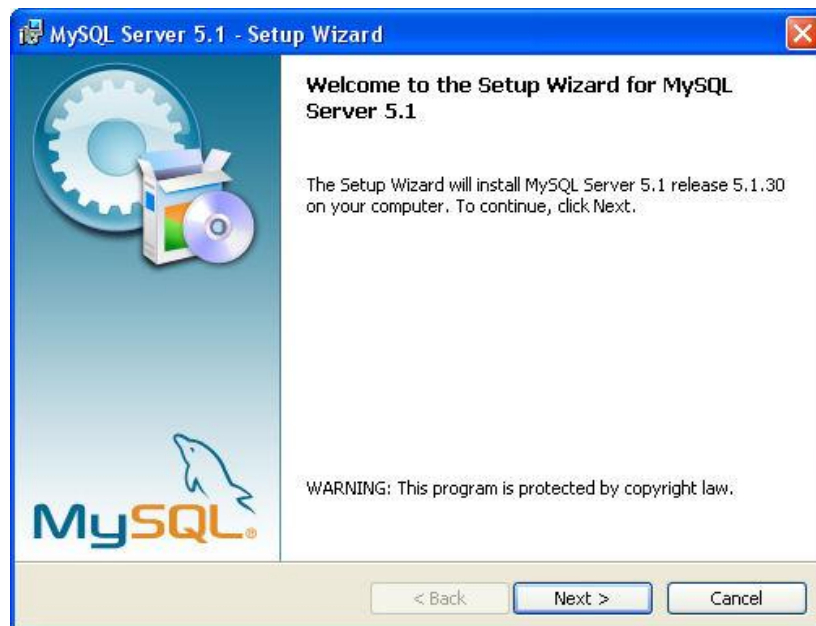 MySQL Server 5.1 - Setup Wizard
Welcome to the Setup Wizard for MySQL
Server 5.1
The Setup Wizard will install MySQL Server 5.1 release 5.1.30
on your computer. To continue, click Next.
WARNING: This program is protected by copyright law.
MySQL®
< Back
Next >
Cancel